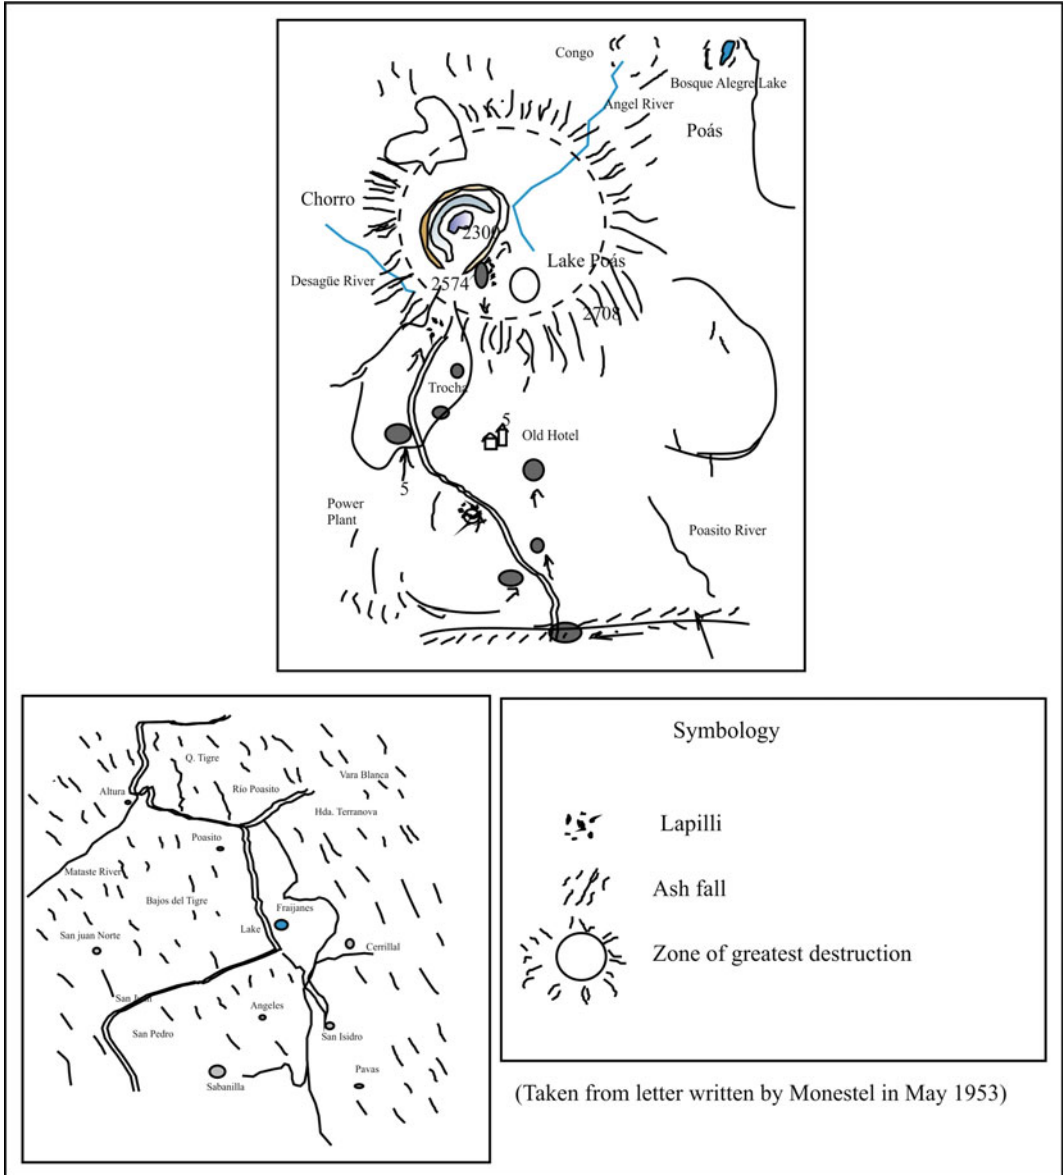 Congo
Bosque Alegre Lake
Angel River
Poás
Chorro
2300
Lake Poás
Desagüe River
2574
2708
Trocha
5
Old Hotel
5
Power
Plant
Poasito River
Q. Tigre
Vara Blanca
Altura
Río Poasito
Hda. Terranova
Poasito
Mataste River
Bajos del Tigre
Fraijanes
Lake
San juan Norte
Cerrillal
San Juan
Angeles
San Pedro
San Isidro
Sabanilla
Pavas
Symbology
Lapilli
Ash fall
Zone of greatest destruction
(Taken from letter written by Monestel in May 1953)